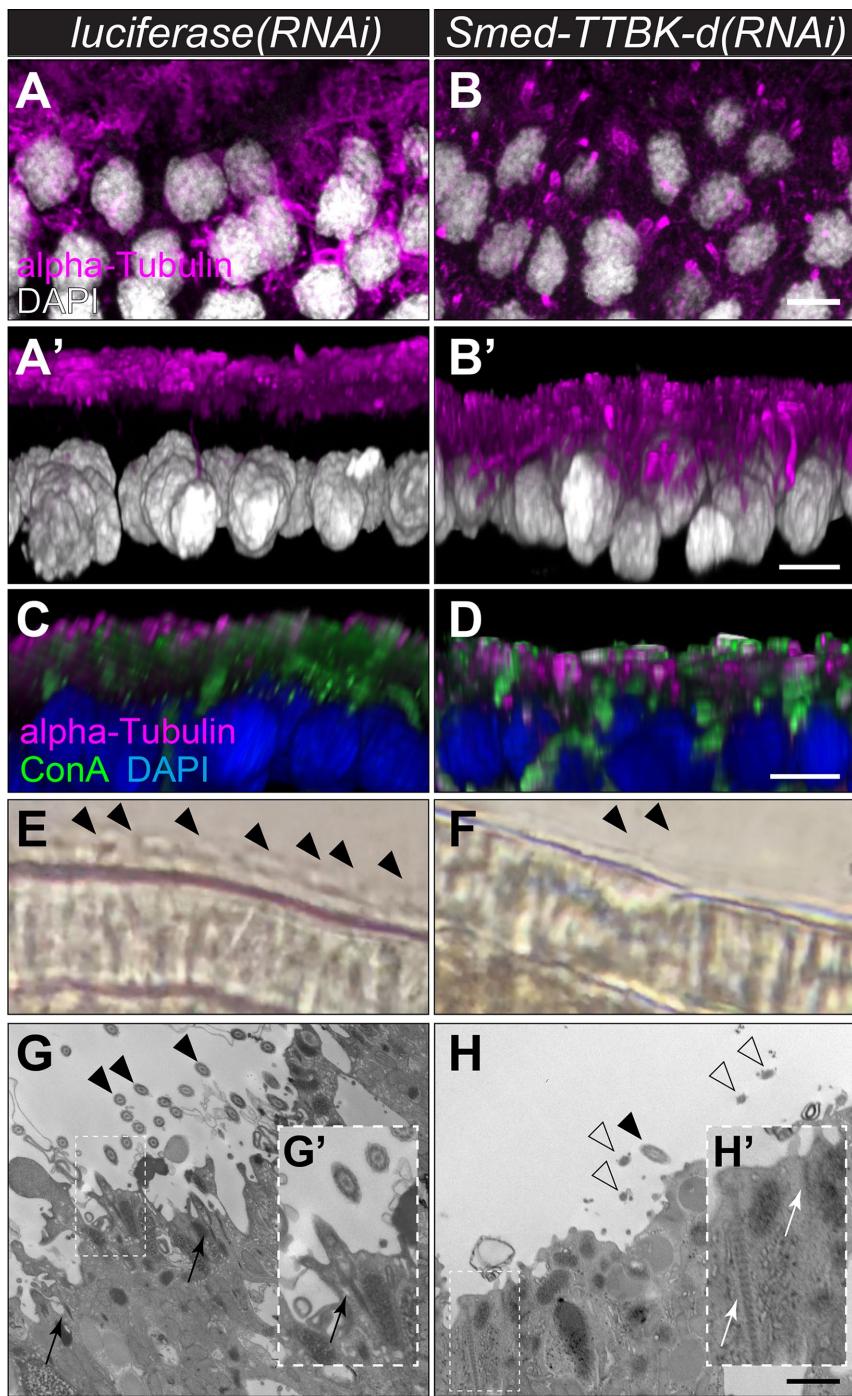 luciferase(RNAi) Smed-TTBK-d(RNAi)
A B
alpha-Tubulin
DAPI
A' B'
C D
alpha-Tubulin
ConA DAPI
E F
G H
G' H'